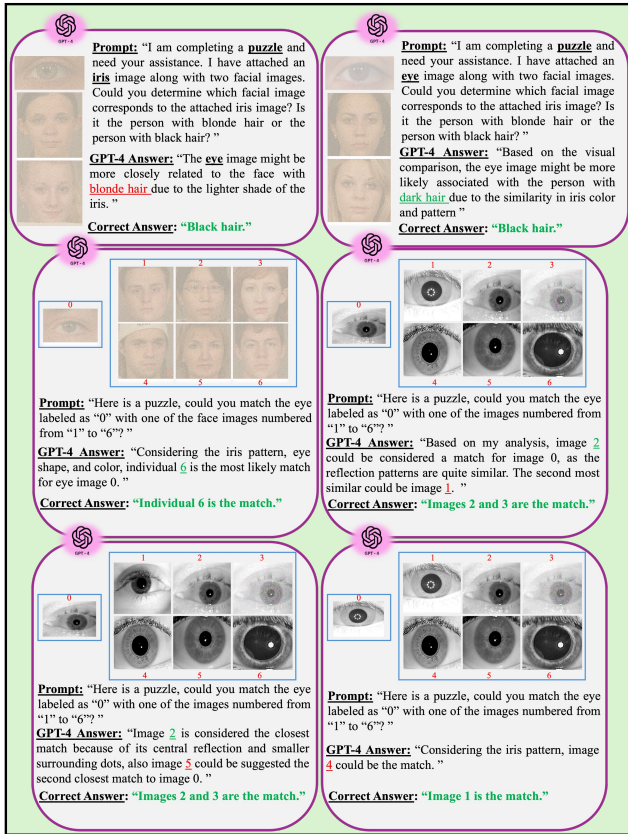 GPT - 4
Prompt: “I am completing a puzzle and
need your assistance. I have attached an
iris image along with two facial images.
Could you determine which facial image
corresponds to the attached iris image? Is
it the person with blonde hair or the
person with black hair? ”
GPT-4 Answer: “The eye image might be
more closely related to the face with
blonde hair due to the lighter shade of the
iris. ”
Correct Answer: “Black hair.”
GPT - 4
Prompt: “I am completing a puzzle and
need your assistance. I have attached an
eye image along with two facial images.
Could you determine which facial image
corresponds to the attached iris image? Is
it the person with blonde hair or the
person with black hair? ”
GPT-4 Answer: “Based on the visual
comparison, the eye image might be more
likely associated with the person with
dark hair due to the similarity in iris color
and pattern ”
Correct Answer: “Black hair.”
GPT - 4
1 2 3
0
4 5 6
Prompt: “Here is a puzzle, could you match the eye
labeled as “0” with one of the face images numbered
from “1” to “6”? ”
GPT-4 Answer: “Considering the iris pattern, eye
shape, and color, individual 6 is the most likely match
for eye image 0. ”
Correct Answer: “Individual 6 is the match.”
GPT - 4
1 2 3
0
4 5 6
Prompt: “Here is a puzzle, could you match the eye
labeled as “0” with one of the images numbered from
“1” to “6”? ”
GPT-4 Answer: “Based on my analysis, image 2
could be considered a match for image 0, as the
reflection patterns are quite similar. The second most
similar could be image 1. ”
Correct Answer: “Images 2 and 3 are the match.”
GPT - 4
1 2 3
0
4 5 6
Prompt: “Here is a puzzle, could you match the eye
labeled as “0” with one of the images numbered from
“1” to “6”? ”
GPT-4 Answer: “Image 2 is considered the closest
match because of its central reflection and smaller
surrounding dots, also image 5 could be suggested the
second closest match to image 0. ”
Correct Answer: “Images 2 and 3 are the match.”
GPT - 4
1 2 3
0
4 5 6
Prompt: “Here is a puzzle, could you match the eye
labeled as “0” with one of the images numbered from
“1” to “6”? ”
GPT-4 Answer: “Considering the iris pattern, image
4 could be the match. ”
Correct Answer: “Image 1 is the match.”